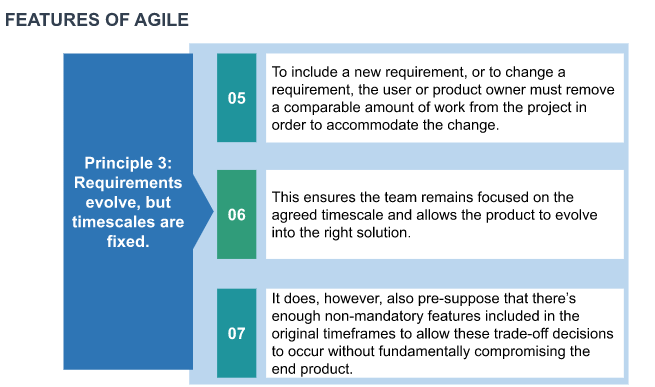 FEATURES OF AGILE
Principle 3:
Requirements
evolve, but
timescales are
fixed.
05
To include a new requirement, or to change a
requirement, the user or product owner must remove
a comparable amount of work from the project in
order to accommodate the change.
06
This ensures the team remains focused on the
agreed timescale and allows the product to evolve
into the right solution.
07
It does, however, also pre-suppose that there's
enough non-mandatory features included in the
original timeframes to allow these trade-off decisions
to occur without fundamentally compromising the
end product.